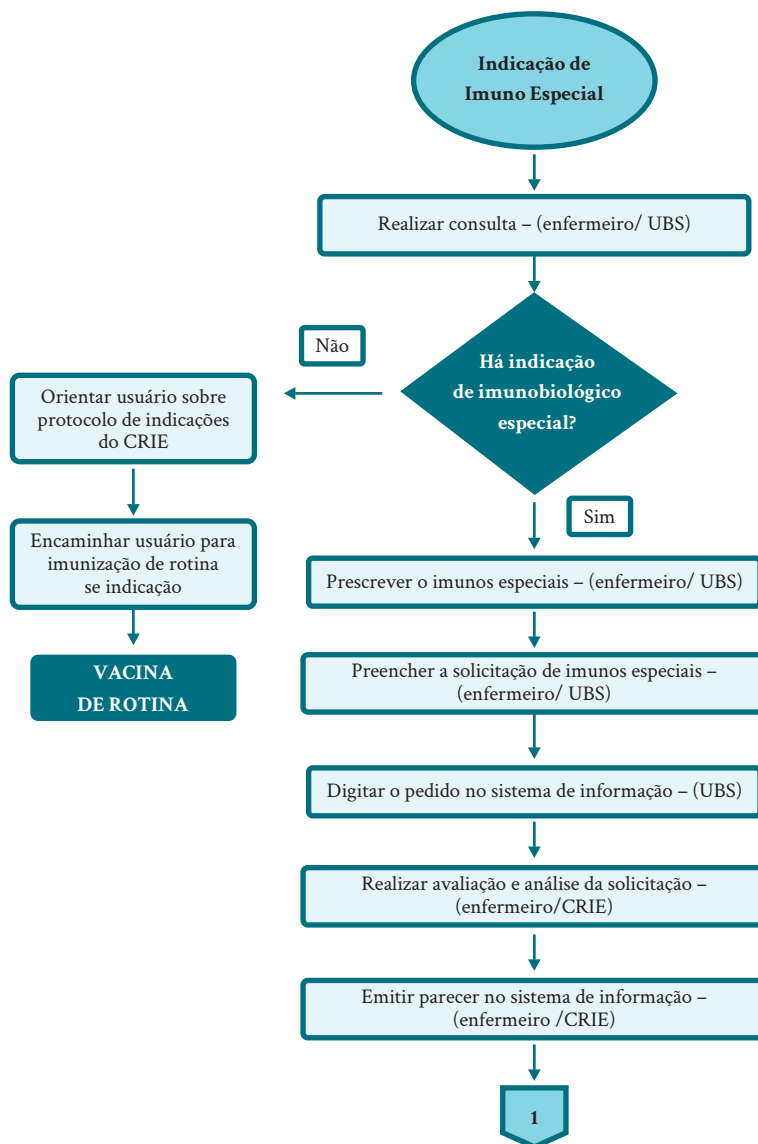 Indicação de
Imuno Especial
Realizar consulta – (enfermeiro/ UBS)
Há indicação
de imunobiológico
especial?
Não
Orientar usuário sobre
protocolo de indicações
do CRIE
Encaminhar usuário para
imunização de rotina
se indicação
VACINA
DE ROTINA
Sim
Prescrever o imunos especiais – (enfermeiro/ UBS)
Preencher a solicitação de imunos especiais –
(enfermeiro/ UBS)
Digitar o pedido no sistema de informação – (UBS)
Realizar avaliação e análise da solicitação –
(enfermeiro/CRIE)
Emitir parecer no sistema de informação –
(enfermeiro /CRIE)
1